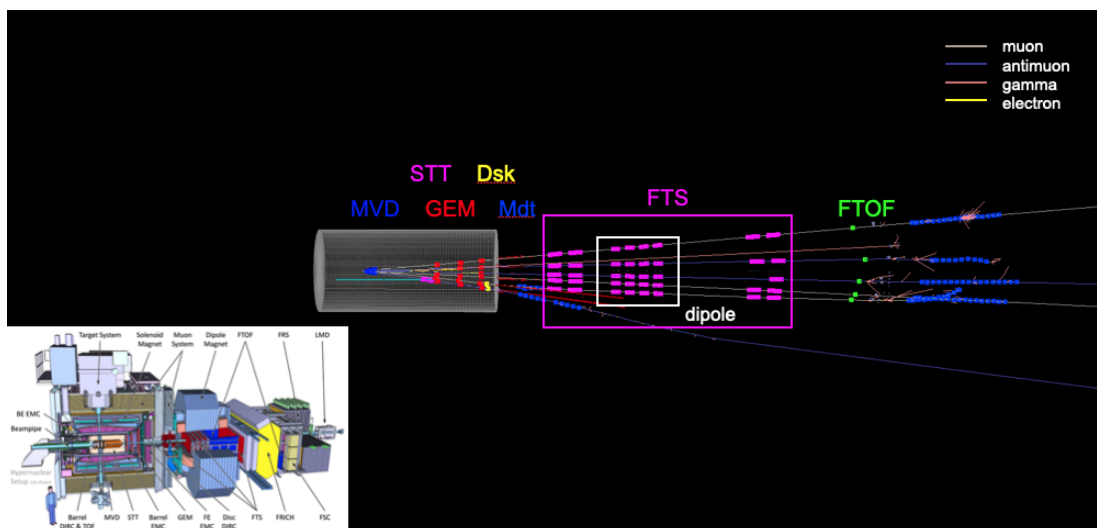 muon
antimuon
gamma
electron
STT Dsk
MVD GEM Mdt
FTS
FTOF
dipole
Target System Solenoid Magnet Muon System Dipole Magnet FTOF FRS LMD
BE EMC
Beampipe
Hypernuclear
Setup
Barrel DIRC & TOF MVD STT Barrel EMC GEM FE EMC Disc DIRC FTS FRICH FSC